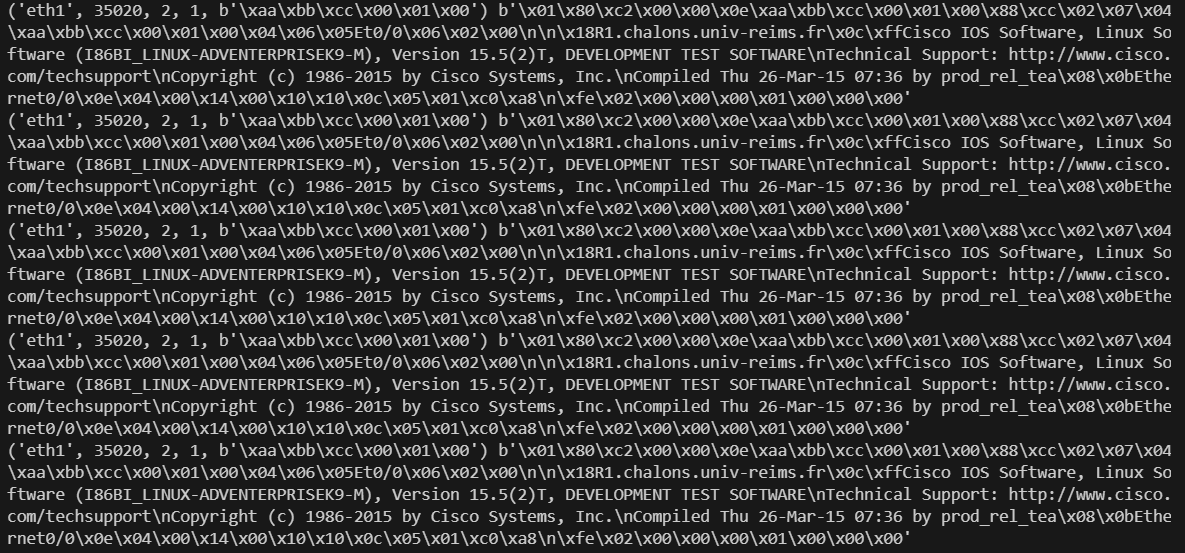 ('eth1', 35020, 2, 1, b'\xaa\xbb\xcc\x00\x01\x00') b'\x01\x80\xc2\x00\x00\x0e\xaa\xbb\xcc\x00\x01\x00\x88\xcc\x02\x07\x04
\xaa\xbb\xcc\x00\x01\x00\x04\x06\x05Et0/0\x06\x02\x00\n\n\x18R1.chalons.univ-reims.fr\x0c\xffCisco IOS Software, Linux So
ftware (I86BI_LINUX-ADVENTERPRISEK9-M), Version 15.5(2)T, DEVELOPMENT TEST SOFTWARE\nTechnical Support: http://www.cisco.
com/techsupport\nCopyright (c) 1986-2015 by Cisco Systems, Inc.\nCompiled Thu 26-Mar-15 07:36 by prod_rel_tea\x08\x0bEthe
rnet0/0\x0e\x04\x00\x14\x00\x10\x10\x0c\x05\x01\xc0\xa8\n\xfe\x02\x00\x00\x00\x01\x00\x00\x00'
('eth1', 35020, 2, 1, b'\xaa\xbb\xcc\x00\x01\x00') b'\x01\x80\xc2\x00\x00\x0e\xaa\xbb\xcc\x00\x01\x00\x88\xcc\x02\x07\x04
\xaa\xbb\xcc\x00\x01\x00\x04\x06\x05Et0/0\x06\x02\x00\n\n\x18R1.chalons.univ-reims.fr\x0c\xffCisco IOS Software, Linux So
ftware (I86BI_LINUX-ADVENTERPRISEK9-M), Version 15.5(2)T, DEVELOPMENT TEST SOFTWARE\nTechnical Support: http://www.cisco.
com/techsupport\nCopyright (c) 1986-2015 by Cisco Systems, Inc.\nCompiled Thu 26-Mar-15 07:36 by prod_rel_tea\x08\x0bEthe
rnet0/0\x0e\x04\x00\x14\x00\x10\x10\x0c\x05\x01\xc0\xa8\n\xfe\x02\x00\x00\x00\x01\x00\x00\x00'
('eth1', 35020, 2, 1, b'\xaa\xbb\xcc\x00\x01\x00') b'\x01\x80\xc2\x00\x00\x0e\xaa\xbb\xcc\x00\x01\x00\x88\xcc\x02\x07\x04
\xaa\xbb\xcc\x00\x01\x00\x04\x06\x05Et0/0\x06\x02\x00\n\n\x18R1.chalons.univ-reims.fr\x0c\xffCisco IOS Software, Linux So
ftware (I86BI_LINUX-ADVENTERPRISEK9-M), Version 15.5(2)T, DEVELOPMENT TEST SOFTWARE\nTechnical Support: http://www.cisco.
com/techsupport\nCopyright (c) 1986-2015 by Cisco Systems, Inc.\nCompiled Thu 26-Mar-15 07:36 by prod_rel_tea\x08\x0bEthe
rnet0/0\x0e\x04\x00\x14\x00\x10\x10\x0c\x05\x01\xc0\xa8\n\xfe\x02\x00\x00\x00\x01\x00\x00\x00'
('eth1', 35020, 2, 1, b'\xaa\xbb\xcc\x00\x01\x00') b'\x01\x80\xc2\x00\x00\x0e\xaa\xbb\xcc\x00\x01\x00\x88\xcc\x02\x07\x04
\xaa\xbb\xcc\x00\x01\x00\x04\x06\x05Et0/0\x06\x02\x00\n\n\x18R1.chalons.univ-reims.fr\x0c\xffCisco IOS Software, Linux So
ftware (I86BI_LINUX-ADVENTERPRISEK9-M), Version 15.5(2)T, DEVELOPMENT TEST SOFTWARE\nTechnical Support: http://www.cisco.
com/techsupport\nCopyright (c) 1986-2015 by Cisco Systems, Inc.\nCompiled Thu 26-Mar-15 07:36 by prod_rel_tea\x08\x0bEthe
rnet0/0\x0e\x04\x00\x14\x00\x10\x10\x0c\x05\x01\xc0\xa8\n\xfe\x02\x00\x00\x00\x01\x00\x00\x00'
('eth1', 35020, 2, 1, b'\xaa\xbb\xcc\x00\x01\x00') b'\x01\x80\xc2\x00\x00\x0e\xaa\xbb\xcc\x00\x01\x00\x88\xcc\x02\x07\x04
\xaa\xbb\xcc\x00\x01\x00\x04\x06\x05Et0/0\x06\x02\x00\n\n\x18R1.chalons.univ-reims.fr\x0c\xffCisco IOS Software, Linux So
ftware (I86BI_LINUX-ADVENTERPRISEK9-M), Version 15.5(2)T, DEVELOPMENT TEST SOFTWARE\nTechnical Support: http://www.cisco.
com/techsupport\nCopyright (c) 1986-2015 by Cisco Systems, Inc.\nCompiled Thu 26-Mar-15 07:36 by prod_rel_tea\x08\x0bEthe
rnet0/0\x0e\x04\x00\x14\x00\x10\x10\x0c\x05\x01\xc0\xa8\n\xfe\x02\x00\x00\x00\x01\x00\x00\x00'